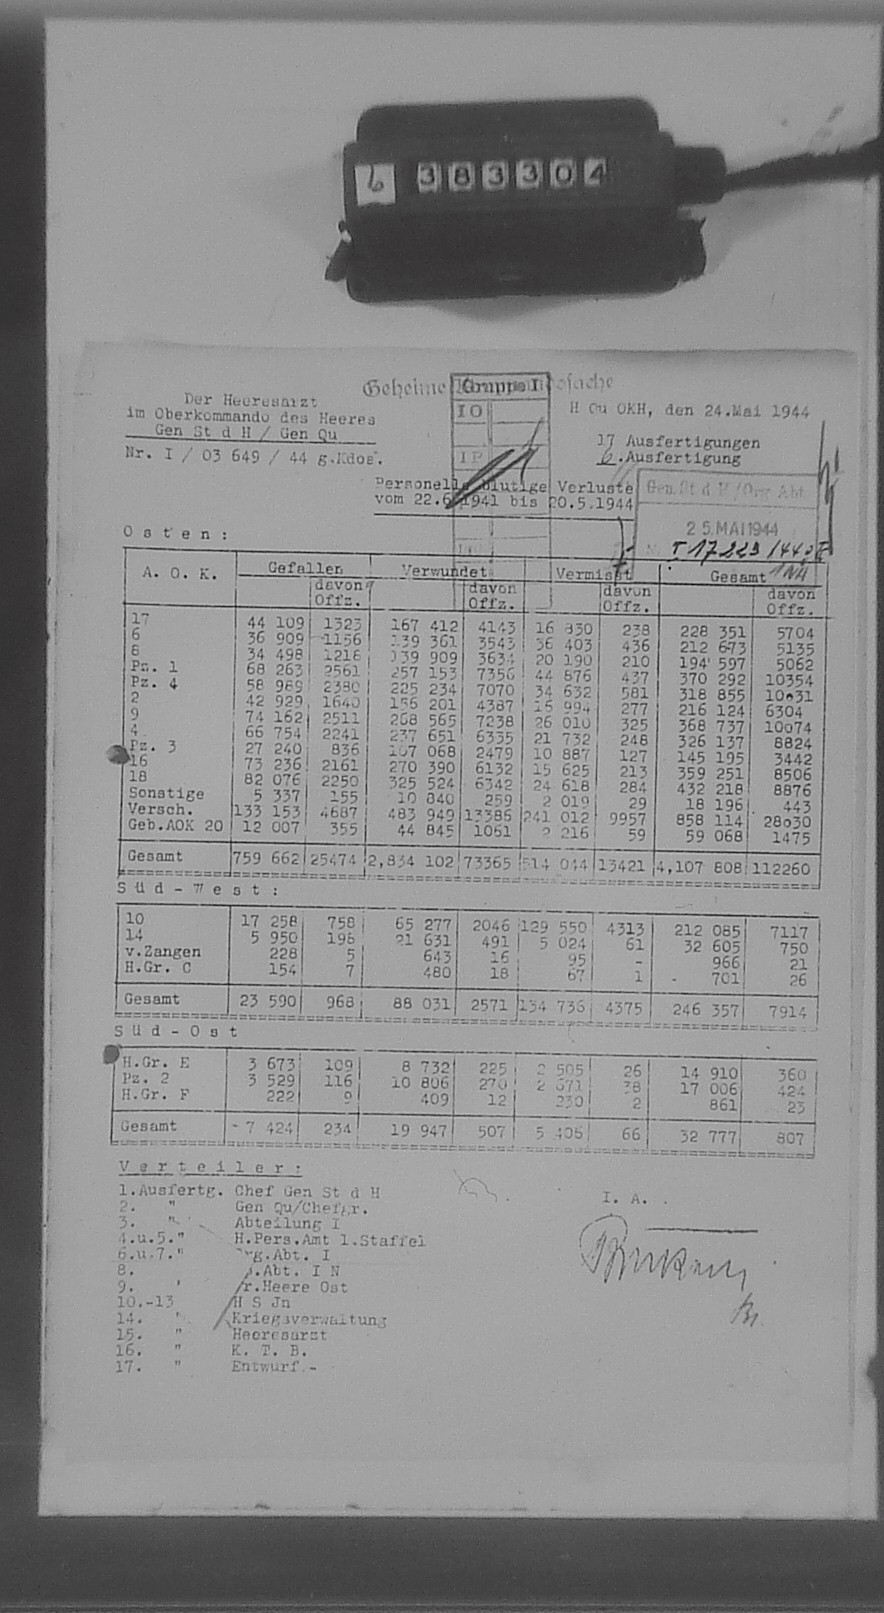 6 383304
Geheime Kommandosache
Gruppe I
Der Heeresarzt
im Oberkommando des Heeres
Gen St d H / Gen Qu
Nr. I / 03 649 / 44 g.Kdos.
IO
IP
H Qu OKH, den 24.Mai 1944
17 Ausfertigungen
6.Ausfertigung
Personelle blutige Verluste
vom 22.6.1941 bis 20.5.1944
Gen.St.d.H/Org.Abt.
25.MAI 1944
Osten:
A. O. K. Gefallen Verwundet Vermisst Gesamt
davon Offz. davon Offz. davon Offz. davon Offz.
17 44 109 1323 167 412 4143 16 830 238 228 351 5704
6 36 909 1156 139 361 3543 36 403 436 212 673 5135
8 34 498 1218 139 909 3634 20 190 210 194 597 5062
Pz. 1 68 263 2561 257 153 7356 44 876 437 370 292 10354
Pz. 4 58 989 2380 225 234 7070 34 632 581 318 855 10031
2 42 929 1640 156 201 4387 16 994 277 216 124 6304
9 74 162 2511 268 565 7238 26 010 325 368 737 10074
4 66 754 2241 237 651 6335 21 732 248 326 137 8824
Pz. 3 27 240 836 107 068 2479 10 887 127 145 195 3442
16 73 236 2161 270 390 6132 15 625 213 359 251 8506
18 82 076 2250 325 524 6342 24 618 284 432 218 8876
Sonstige 5 337 155 10 840 259 2 019 29 18 196 443
Versch. 133 153 4687 483 949 13386 241 012 9957 858 114 28030
Geb.AOK 20 12 007 355 44 845 1061 2 216 59 59 068 1475
Gesamt 759 662 25474 2,834 102 73365 514 044 13421 4,107 808 112260
Süd-West:
10 17 258 758 65 277 2046 129 550 4313 212 085 7117
14 5 950 198 21 631 491 5 024 61 32 605 750
v.Zangen 228 5 643 16 95 - 966 21
H.Gr. C 154 7 480 18 67 1 701 26
Gesamt 23 590 968 88 031 2571 134 736 4375 246 357 7914
Süd-Ost
H.Gr. E 3 673 109 8 732 225 2 505 26 14 910 360
Pz. 2 3 529 116 10 806 270 2 671 38 17 006 424
H.Gr. F 222 9 409 12 230 2 861 23
Gesamt 7 424 234 19 947 507 5 406 66 32 777 807
Verteiler:
1.Ausfertg. Chef Gen St d H
2. " Gen Qu/Chefgr.
3. " Abteilung I
4.u.5." H.Pers.Amt 1.Staffel
6.u.7." Org.Abt. I
8. Abt. I N
9. ' Fr.Heere Ost
10.-13 H S Jn
14. " Kriegsverwaltung
15. " Heeresarzt
16. " K. T. B.
17. " Entwurf.-
I. A.